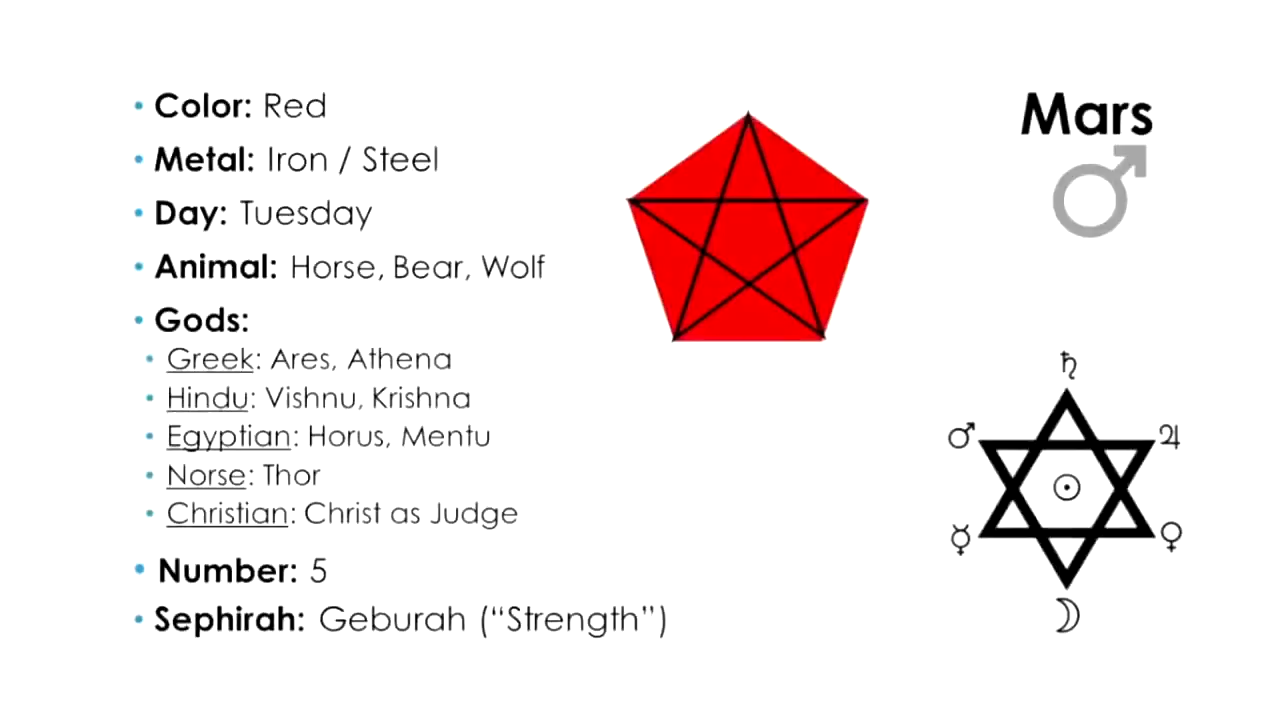 • Color: Red
• Metal: Iron / Steel
• Day: Tuesday
• Animal: Horse, Bear, Wolf
• Gods:
• Greek: Ares, Athena
• Hindu: Vishnu, Krishna
• Egyptian: Horus, Mentu
• Norse: Thor
• Christian: Christ as Judge
• Number: 5
• Sephirah: Geburah (“Strength”)
Mars
♂
♄
♂ ♃
☉
☿ ♀
☽